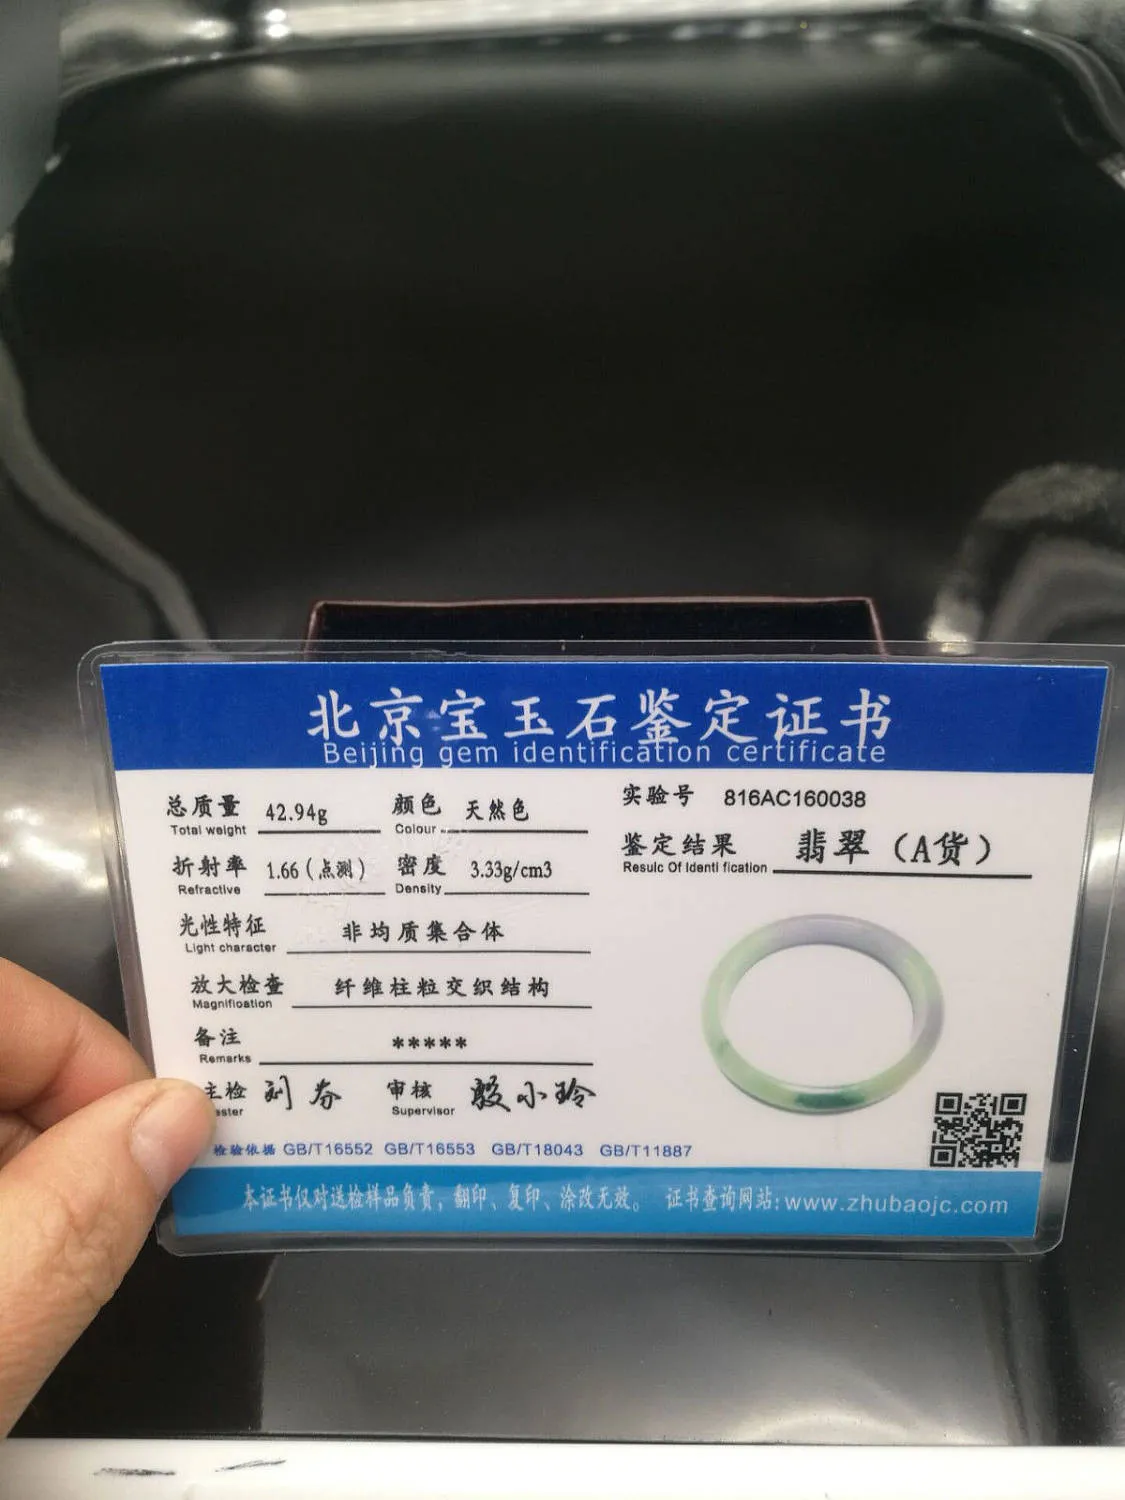 北京宝玉石鉴定证书
Beijing gem identification certificate
总质量 42.94g 颜色 天然色
Total weight Colour
折射率 1.66（点测） 密度 3.33g/cm3
Refractive Density
光性特征 非均质集合体
Light character
放大检查 纤维柱粒交织结构
Magnification
备注 *****
Remarks
主检 刘芬 审核 殷小玲
ester Supervisor
实验号 816AC160038
鉴定结果 翡翠（A货）
Resulc Of Identi fication
检验依据 GB/T16552 GB/T16553 GB/T18043 GB/T11887
本证书仅对送检样品负责，翻印、复印、涂改无效。 证书查询网站:www.zhubaojc.com